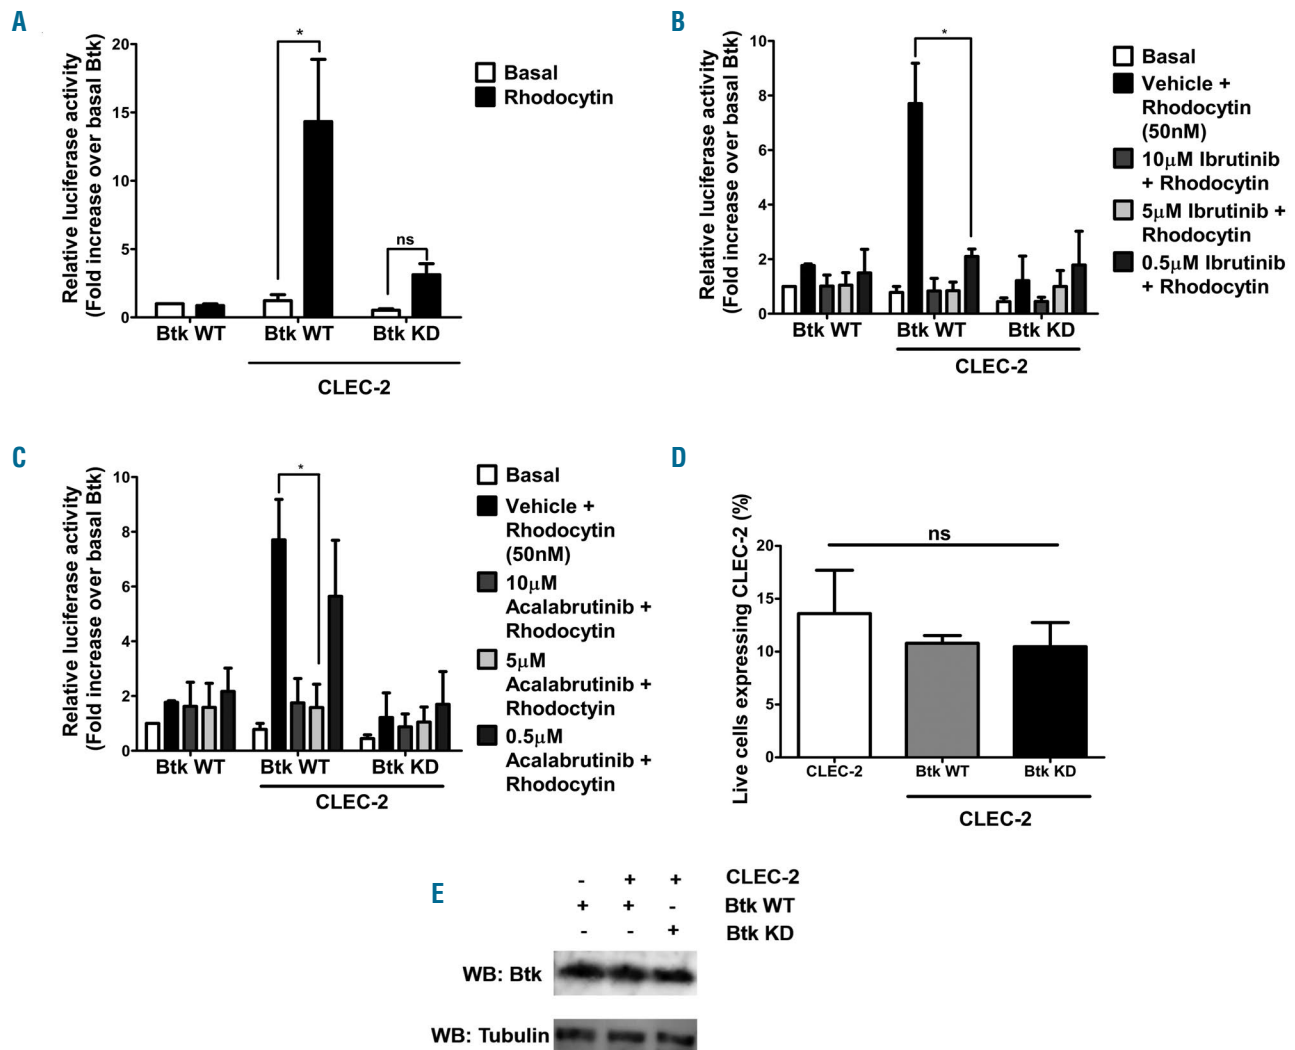 A
Relative luciferase activity
(Fold increase over basal Btk)
20
15
10
5
0
*
ns
Basal
Rhodocytin
Btk WT
Btk WT
Btk KD
CLEC-2
B
Relative luciferase activity
(Fold increase over basal Btk)
10
8
6
4
2
0
*
Basal
Vehicle +
Rhodocytin
(50nM)
10µM Ibrutinib
+ Rhodocytin
5µM Ibrutinib +
Rhodocytin
0.5µM Ibrutinib
+ Rhodocytin
Btk WT
Btk WT
Btk KD
CLEC-2
C
Relative luciferase activity
(Fold increase over basal Btk)
10
8
6
4
2
0
*
Basal
Vehicle +
Rhodocytin
(50nM)
10µM
Acalabrutinib +
Rhodocytin
5µM
Acalabrutinib +
Rhodoctyin
0.5µM
Acalabrutinib +
Rhodocytin
Btk WT
Btk WT
Btk KD
CLEC-2
D
Live cells expressing CLEC-2 (%)
20
15
10
5
0
ns
CLEC-2
Btk WT
Btk KD
CLEC-2
E
- + + CLEC-2
+ + - Btk WT
- - + Btk KD
WB: Btk
WB: Tubulin